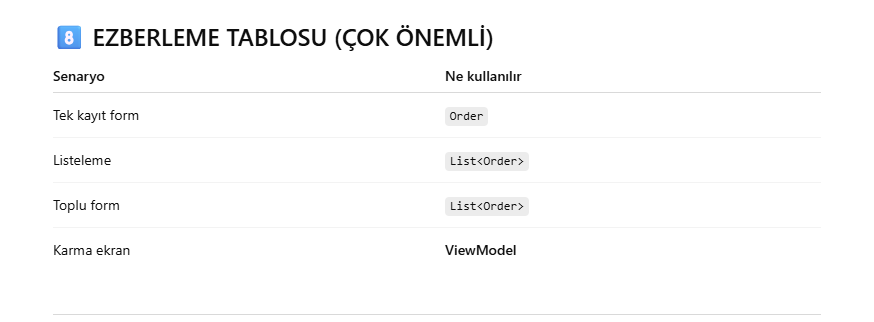 8 EZBERLEME TABLOSU (ÇOK ÖNEMLİ)
Senaryo Ne kullanılır
Tek kayıt form Order
Listeleme List<Order>
Toplu form List<Order>
Karma ekran ViewModel